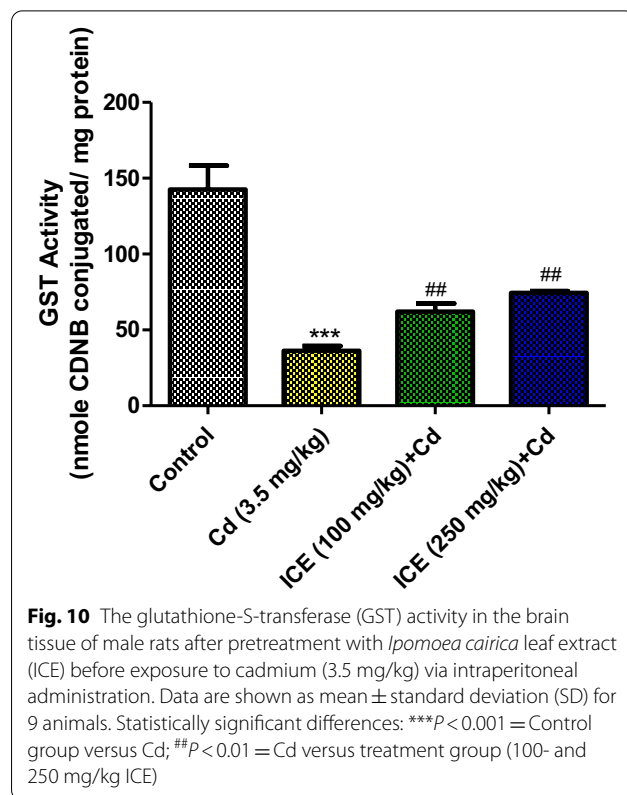 200
150
100
50
0
GST Activity
(nmole CDNB conjugated/ mg protein)
***
##
##
Control
Cd (3.5 mg/kg)
ICE (100 mg/kg)+Cd
ICE (250 mg/kg)+Cd
Fig. 10 The glutathione-S-transferase (GST) activity in the brain
tissue of male rats after pretreatment with Ipomoea cairica leaf extract
(ICE) before exposure to cadmium (3.5 mg/kg) via intraperitoneal
administration. Data are shown as mean ± standard deviation (SD) for
9 animals. Statistically significant differences: ***P < 0.001 = Control
group versus Cd; ##P < 0.01 = Cd versus treatment group (100- and
250 mg/kg ICE)